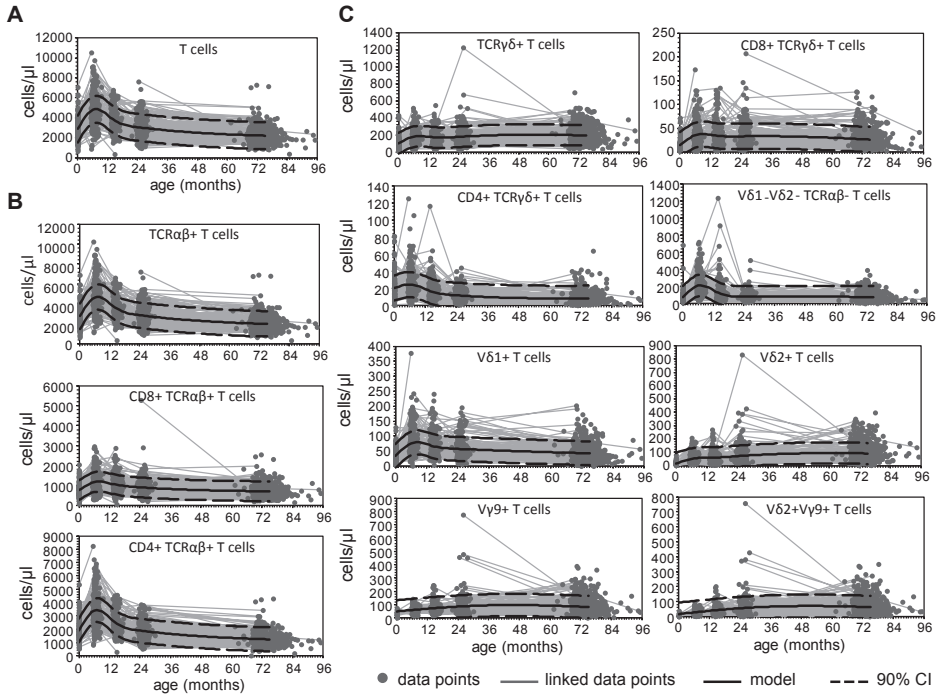 A
T cells
12000
10000
8000
6000
4000
2000
0
cells/µl
0 12 24 36 48 60 72 84 96
age (months)
B
TCRαβ+ T cells
12000
10000
8000
6000
4000
2000
0
cells/µl
0 12 24 36 48 60 72 84 96
CD8+ TCRαβ+ T cells
6000
5000
4000
3000
2000
1000
0
0 12 24 36 48 60 72 84 96
CD4+ TCRαβ+ T cells
9000
8000
7000
6000
5000
4000
3000
2000
1000
0
cells/µl
0 12 24 36 48 60 72 84 96
age (months)
C
TCRγδ+ T cells
1400
1200
1000
800
600
400
200
0
cells/µl
0 12 24 36 48 60 72 84 96
CD8+ TCRγδ+ T cells
250
200
150
100
50
0
0 12 24 36 48 60 72 84 96
CD4+ TCRγδ+ T cells
140
120
100
80
60
40
20
0
cells/µl
0 12 24 36 48 60 72 84 96
Vδ1-Vδ2- TCRαβ- T cells
1400
1200
1000
800
600
400
200
0
0 12 24 36 48 60 72 84 96
Vδ1+ T cells
400
350
300
250
200
150
100
50
0
cells/µl
0 12 24 36 48 60 72 84 96
Vδ2+ T cells
900
800
700
600
500
400
300
200
100
0
0 12 24 36 48 60 72 84 96
Vγ9+ T cells
900
800
700
600
500
400
300
200
100
0
cells/µl
0 12 24 36 48 60 72 84 96
age (months)
Vδ2+Vγ9+ T cells
800
700
600
500
400
300
200
100
0
0 12 24 36 48 60 72 84 96
age (months)
data points linked data points model 90% CI